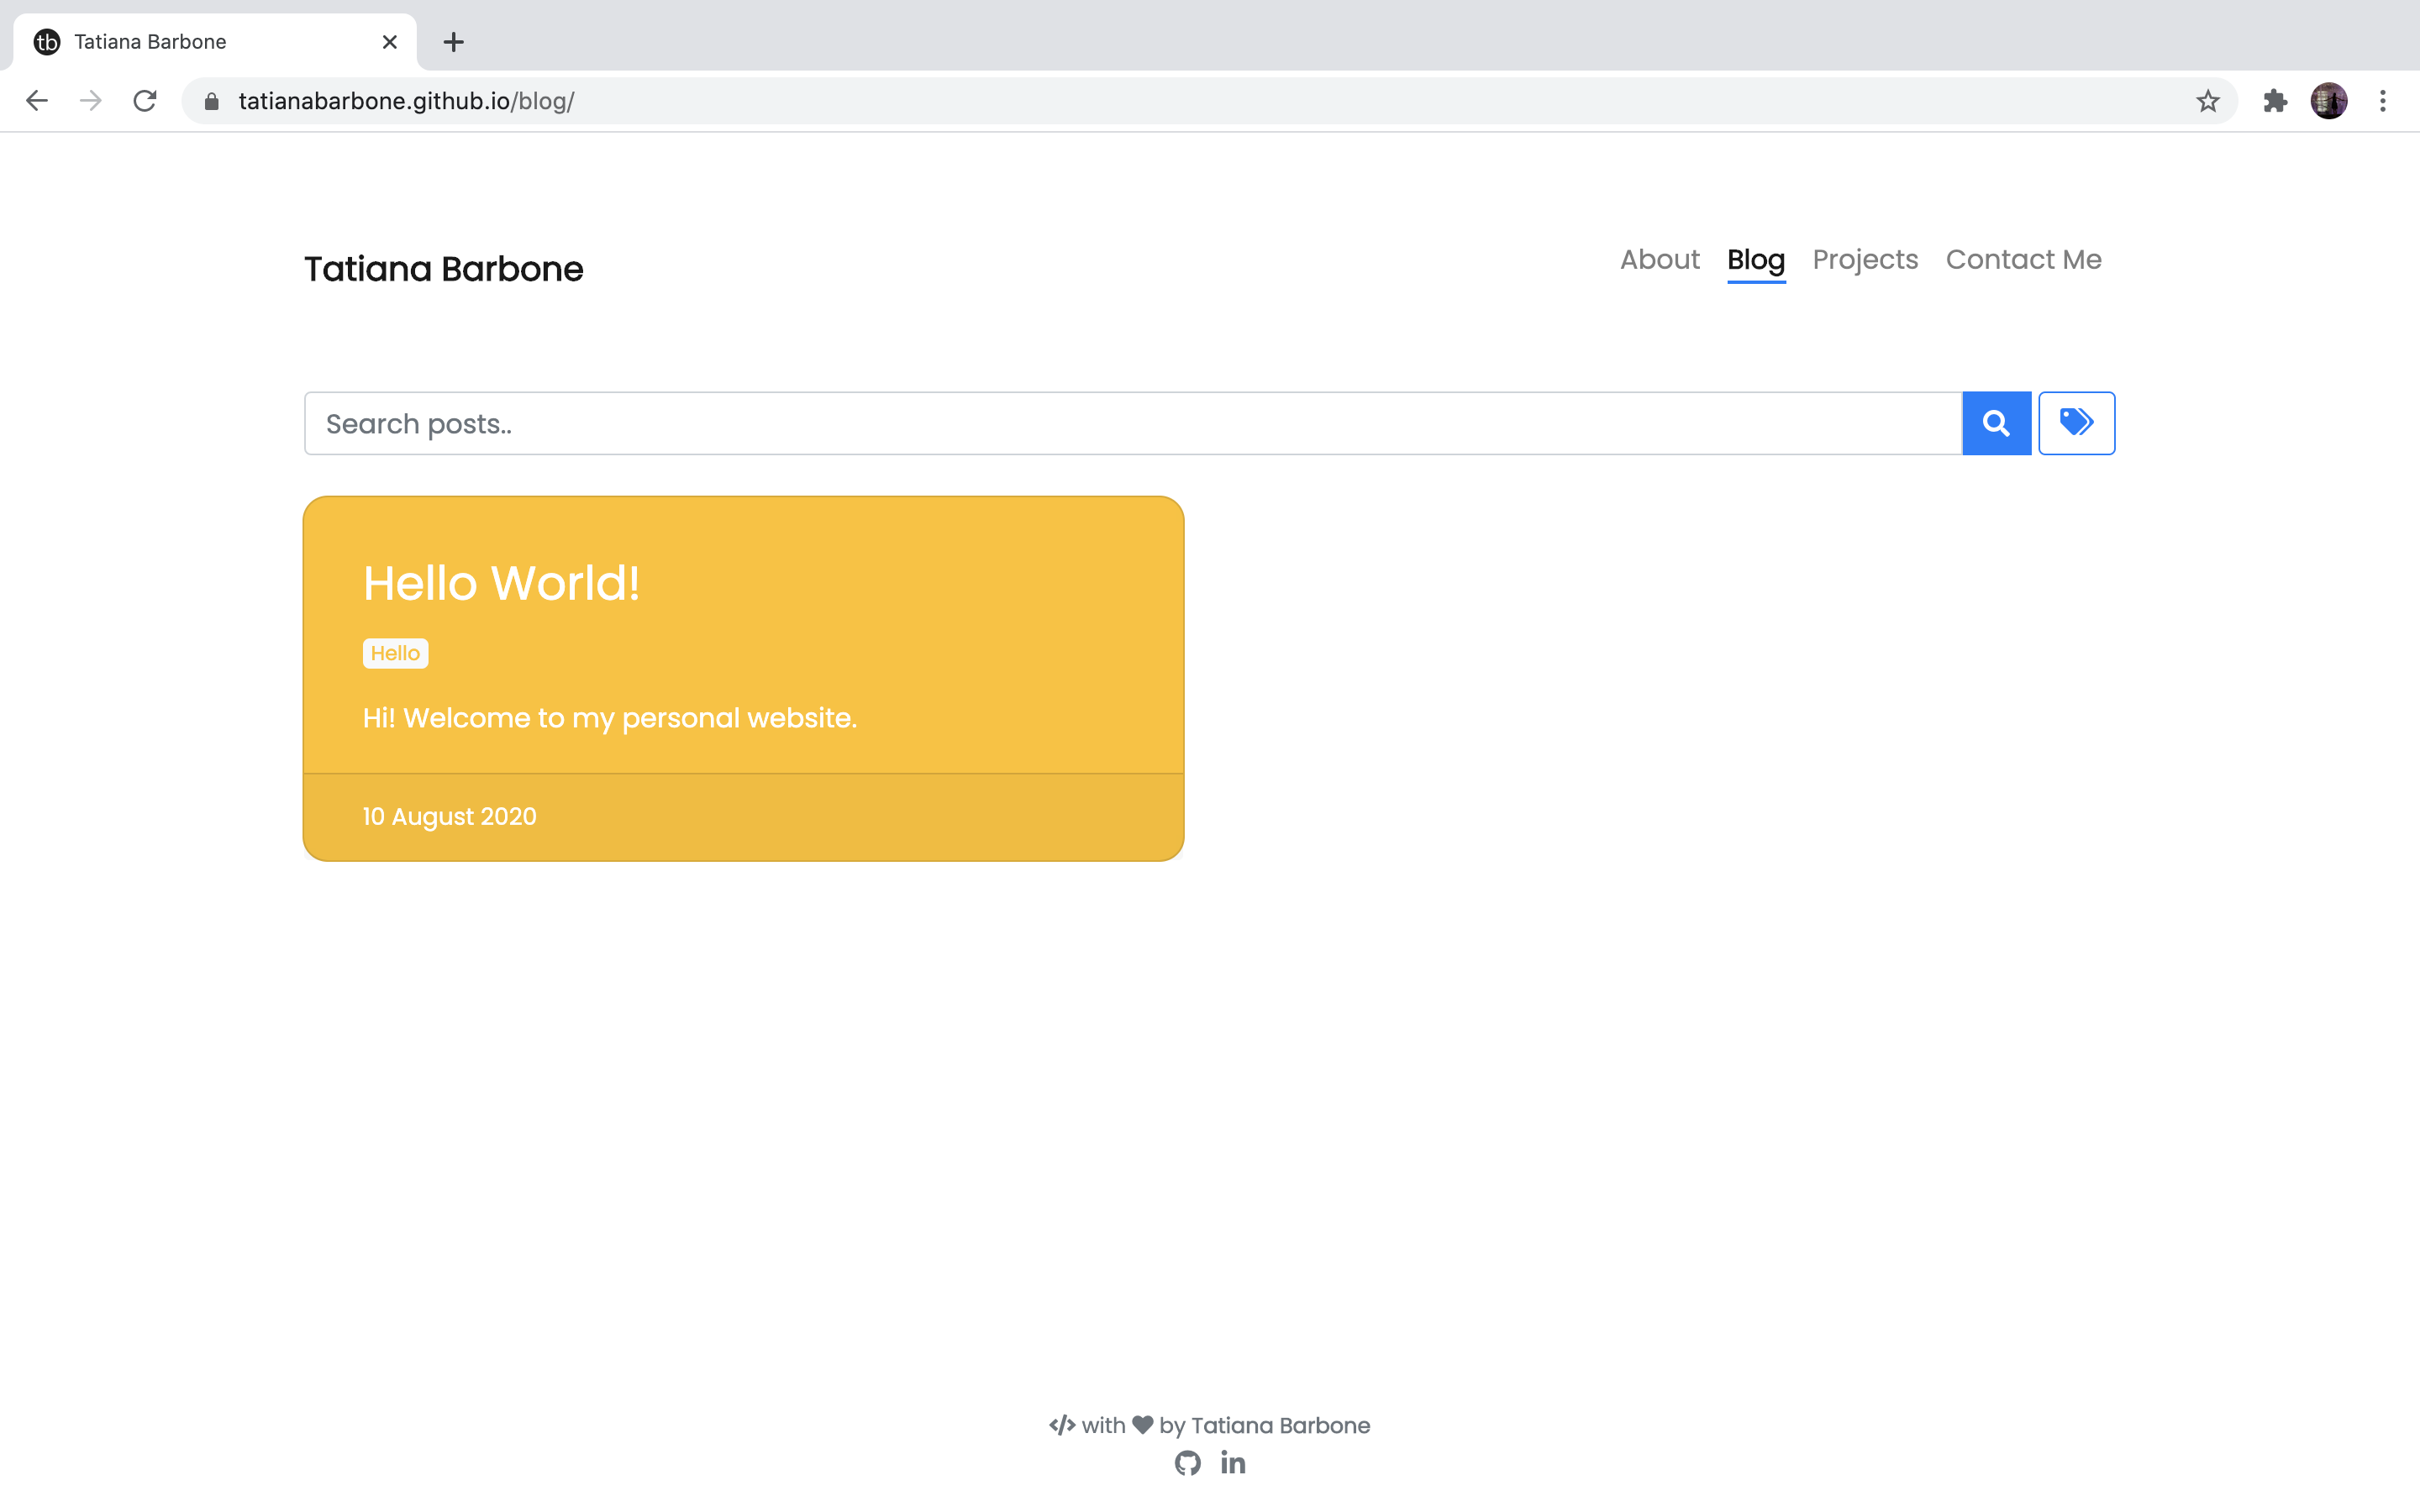 tb Tatiana Barbone
tatianabarbone.github.io/blog/
Tatiana Barbone
About Blog Projects Contact Me
Search posts..
Hello World!
Hello
Hi! Welcome to my personal website.
10 August 2020
</> with ♥ by Tatiana Barbone
in